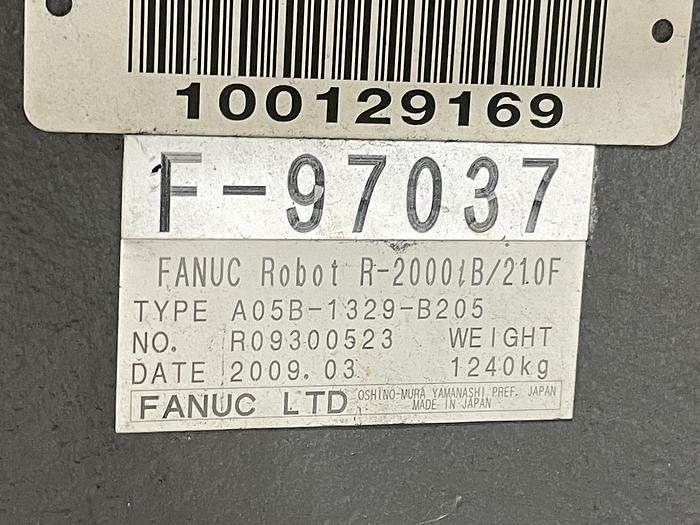 100129169
F-97037
FANUC Robot R-2000iB/210F
TYPE A05B-1329-B205
NO. R09300523 WEIGHT
DATE 2009.03 1240kg
FANUC LTD OSHINO-MURA YAMANASHI PREF. JAPAN
MADE IN JAPAN